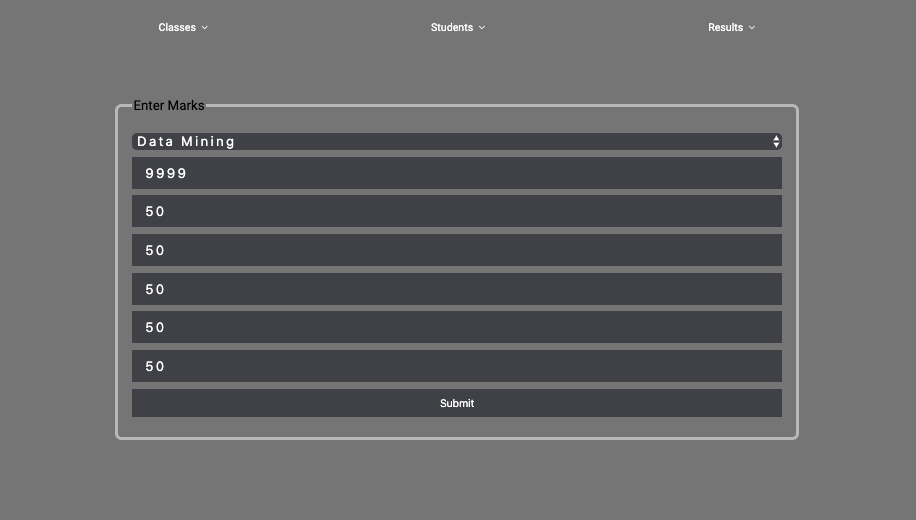 Classes Students Results
Enter Marks
Data Mining
9999
50
50
50
50
50
Submit